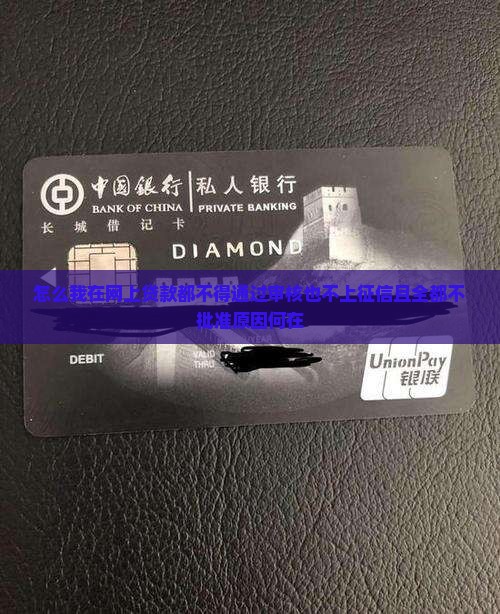 中国銀行 私人银行
BANK OF CHINA PRIVATE BANKING
长城借记卡
DIAMOND
怎么我在网上贷款都不得通过审核也不上征信且全部不
批准原因何在
DEBIT
VALID
THRU
UnionPay
银联